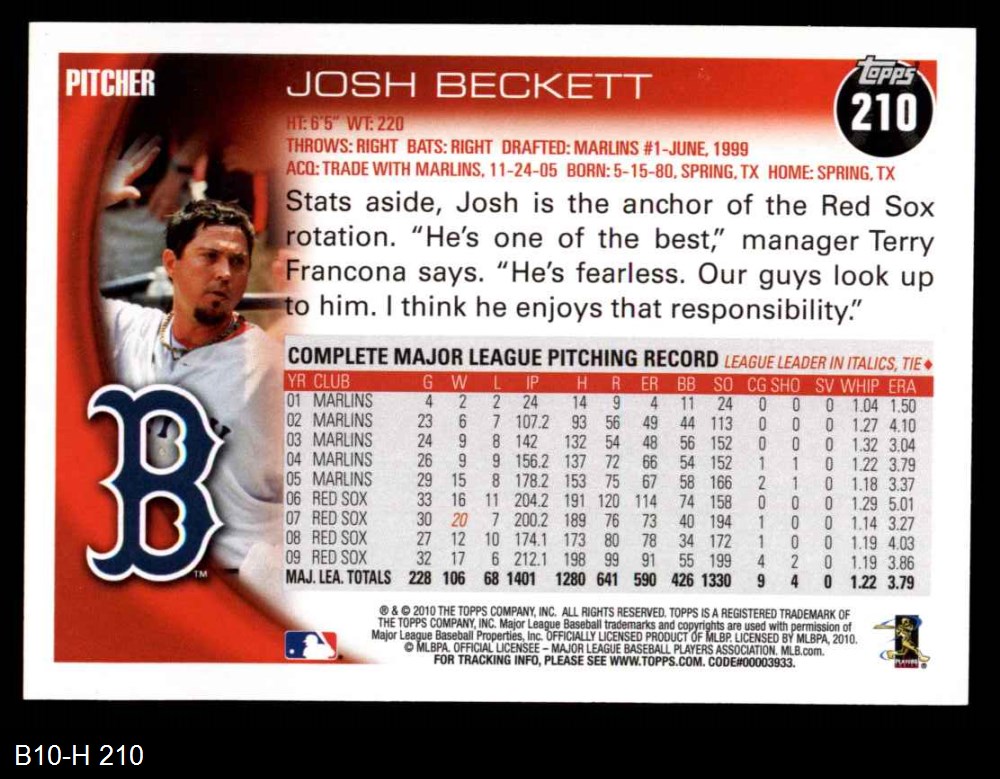 PITCHER
JOSH BECKETT
Topps
210
HT: 6'5" WT: 220
THROWS: RIGHT BATS: RIGHT DRAFTED: MARLINS #1-JUNE, 1999
ACQ: TRADE WITH MARLINS, 11-24-05 BORN: 5-15-80, SPRING, TX HOME: SPRING, TX
Stats aside, Josh is the anchor of the Red Sox
rotation. “He’s one of the best,” manager Terry
Francona says. “He’s fearless. Our guys look up
to him. I think he enjoys that responsibility.”
COMPLETE MAJOR LEAGUE PITCHING RECORD LEAGUE LEADER IN ITALICS, TIE♦
YR CLUB G W L IP H R ER BB SO CG SHO SV WHIP ERA
01 MARLINS 4 2 2 24 14 9 4 11 24 0 0 0 1.04 1.50
02 MARLINS 23 6 7 107.2 93 56 49 44 113 0 0 0 1.27 4.10
03 MARLINS 24 9 8 142 132 54 48 56 152 0 0 0 1.32 3.04
04 MARLINS 26 9 9 156.2 137 72 66 54 152 1 1 0 1.22 3.79
05 MARLINS 29 15 8 178.2 153 75 67 58 166 2 1 0 1.18 3.37
06 RED SOX 33 16 11 204.2 191 120 114 74 158 0 0 0 1.29 5.01
07 RED SOX 30 20 7 200.2 189 76 73 40 194 1 0 0 1.14 3.27
08 RED SOX 27 12 10 174.1 173 80 78 34 172 1 0 0 1.19 4.03
09 RED SOX 32 17 6 212.1 198 99 91 55 199 4 2 0 1.19 3.86
MAJ. LEA. TOTALS 228 106 68 1401 1280 641 590 426 1330 9 4 0 1.22 3.79
B
TM
® & © 2010 THE TOPPS COMPANY, INC. ALL RIGHTS RESERVED. TOPPS IS A REGISTERED TRADEMARK OF
THE TOPPS COMPANY, INC. Major League Baseball trademarks and copyrights are used with permission of
Major League Baseball Properties, Inc. OFFICIALLY LICENSED PRODUCT OF MLBP. LICENSED BY MLBPA, 2010.
© MLBPA. OFFICIAL LICENSEE – MAJOR LEAGUE BASEBALL PLAYERS ASSOCIATION. MLB.com.
FOR TRACKING INFO, PLEASE SEE WWW.TOPPS.COM. CODE#00003933.
PLAYERS
B10-H 210